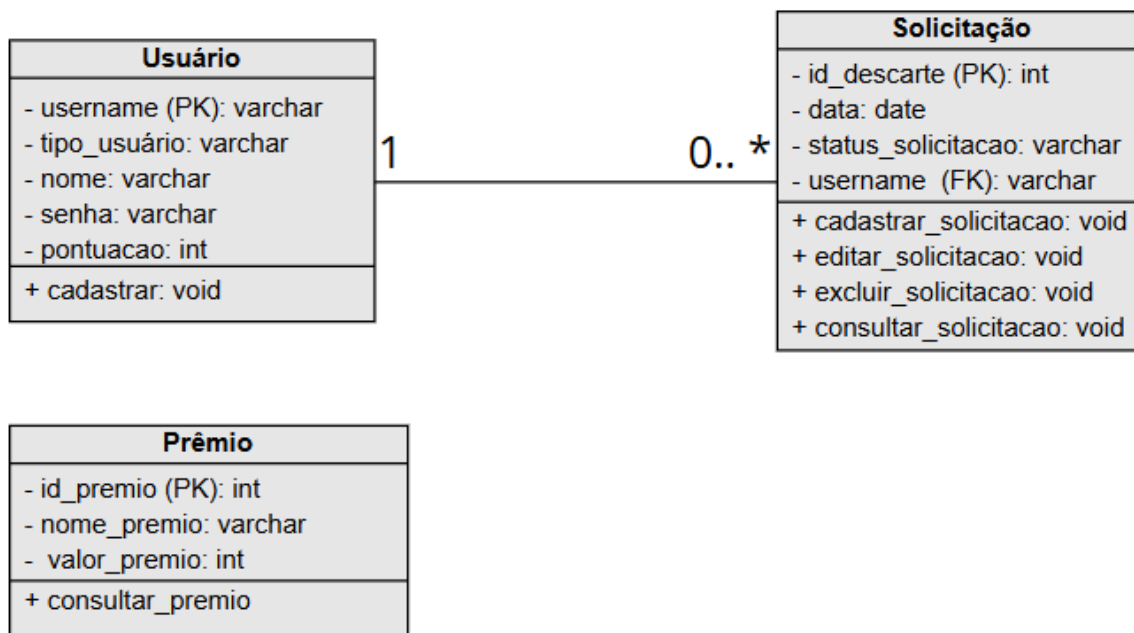 Usuário
- username (PK): varchar
- tipo_usuário: varchar
- nome: varchar
- senha: varchar
- pontuacao: int
+ cadastrar: void
1
0.. *
Solicitação
- id_descarte (PK): int
- data: date
- status_solicitacao: varchar
- username  (FK): varchar
+ cadastrar_solicitacao: void
+ editar_solicitacao: void
+ excluir_solicitacao: void
+ consultar_solicitacao: void
Prêmio
- id_premio (PK): int
- nome_premio: varchar
-  valor_premio: int
+ consultar_premio